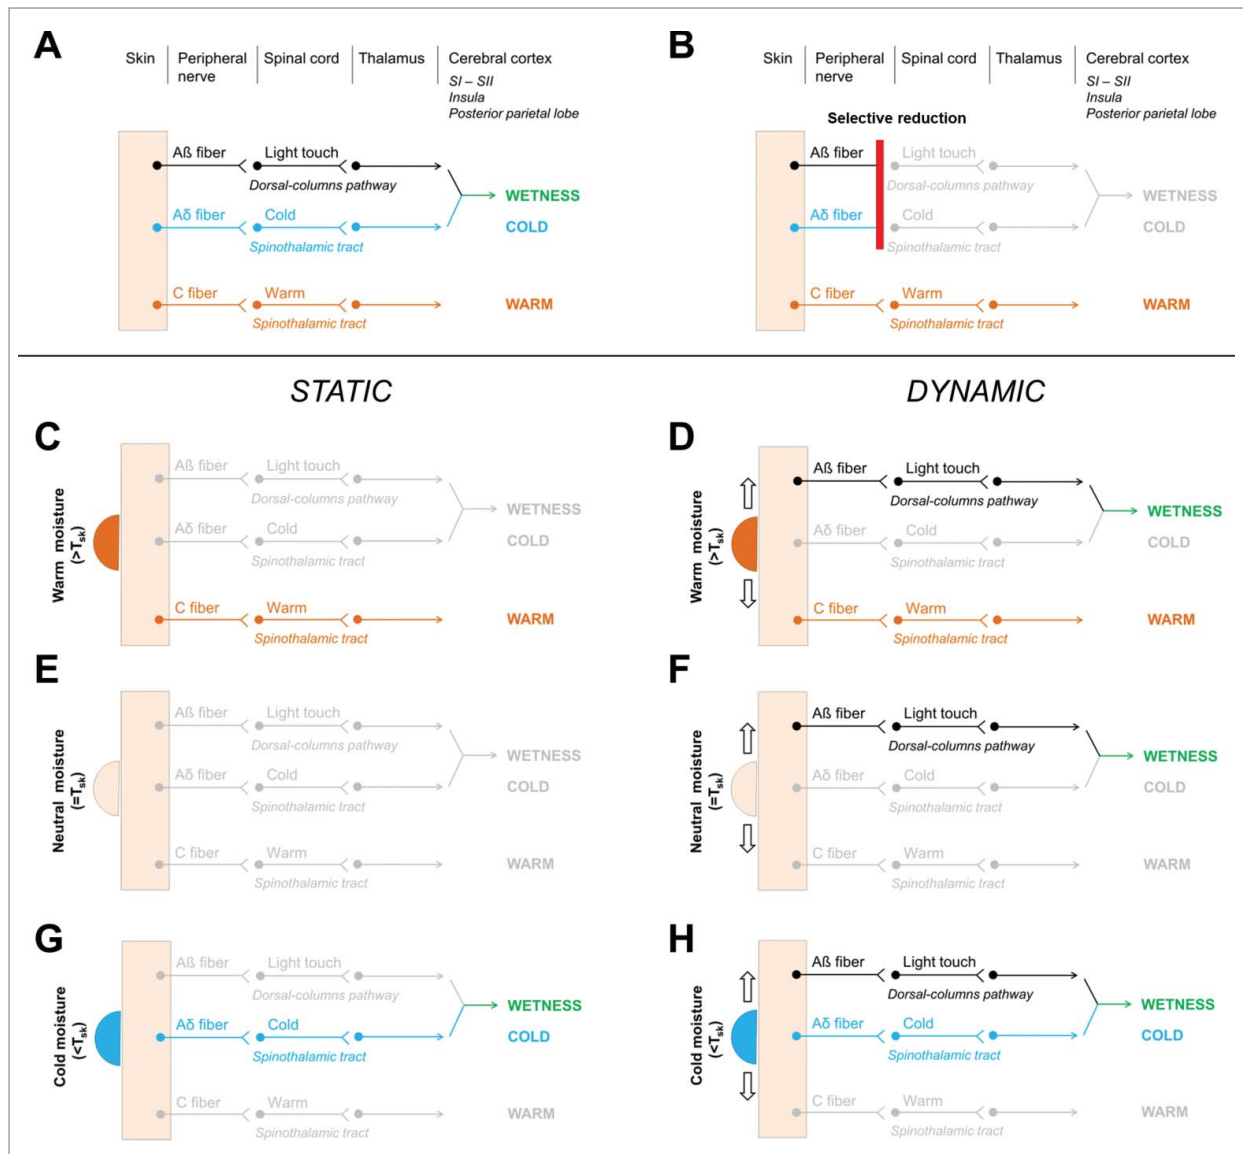 A
Skin
Peripheral
nerve
Spinal cord
Thalamus
Cerebral cortex
SI – SII
Insula
Posterior parietal lobe
Aß fiber
Light touch
Dorsal-columns pathway
WETNESS
Aδ fiber
Cold
COLD
Spinothalamic tract
C fiber
Warm
WARM
Spinothalamic tract
B
Skin
Peripheral
nerve
Spinal cord
Thalamus
Cerebral cortex
SI – SII
Insula
Posterior parietal lobe
Selective reduction
Aß fiber
Light touch
Dorsal-columns pathway
WETNESS
Aδ fiber
Cold
COLD
Spinothalamic tract
C fiber
Warm
WARM
Spinothalamic tract
STATIC
DYNAMIC
C
Warm moisture
(>Tsk)
Aß fiber
Light touch
Dorsal-columns pathway
WETNESS
Aδ fiber
Cold
COLD
Spinothalamic tract
C fiber
Warm
WARM
Spinothalamic tract
D
Warm moisture
(>Tsk)
Aß fiber
Light touch
Dorsal-columns pathway
WETNESS
Aδ fiber
Cold
COLD
Spinothalamic tract
C fiber
Warm
WARM
Spinothalamic tract
E
Neutral moisture
(=Tsk)
Aß fiber
Light touch
Dorsal-columns pathway
WETNESS
Aδ fiber
Cold
COLD
Spinothalamic tract
C fiber
Warm
WARM
Spinothalamic tract
F
Neutral moisture
(=Tsk)
Aß fiber
Light touch
Dorsal-columns pathway
WETNESS
Aδ fiber
Cold
COLD
Spinothalamic tract
C fiber
Warm
WARM
Spinothalamic tract
G
Cold moisture
(<Tsk)
Aß fiber
Light touch
Dorsal-columns pathway
WETNESS
Aδ fiber
Cold
COLD
Spinothalamic tract
C fiber
Warm
WARM
Spinothalamic tract
H
Cold moisture
(<Tsk)
Aß fiber
Light touch
Dorsal-columns pathway
WETNESS
Aδ fiber
Cold
COLD
Spinothalamic tract
C fiber
Warm
WARM
Spinothalamic tract